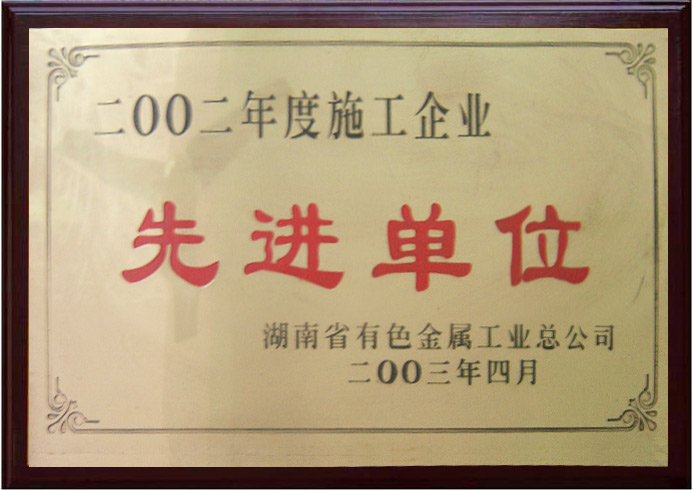 二00二年度施工企业
先进单位
湖南省有色金属工业总公司
二00三年四月